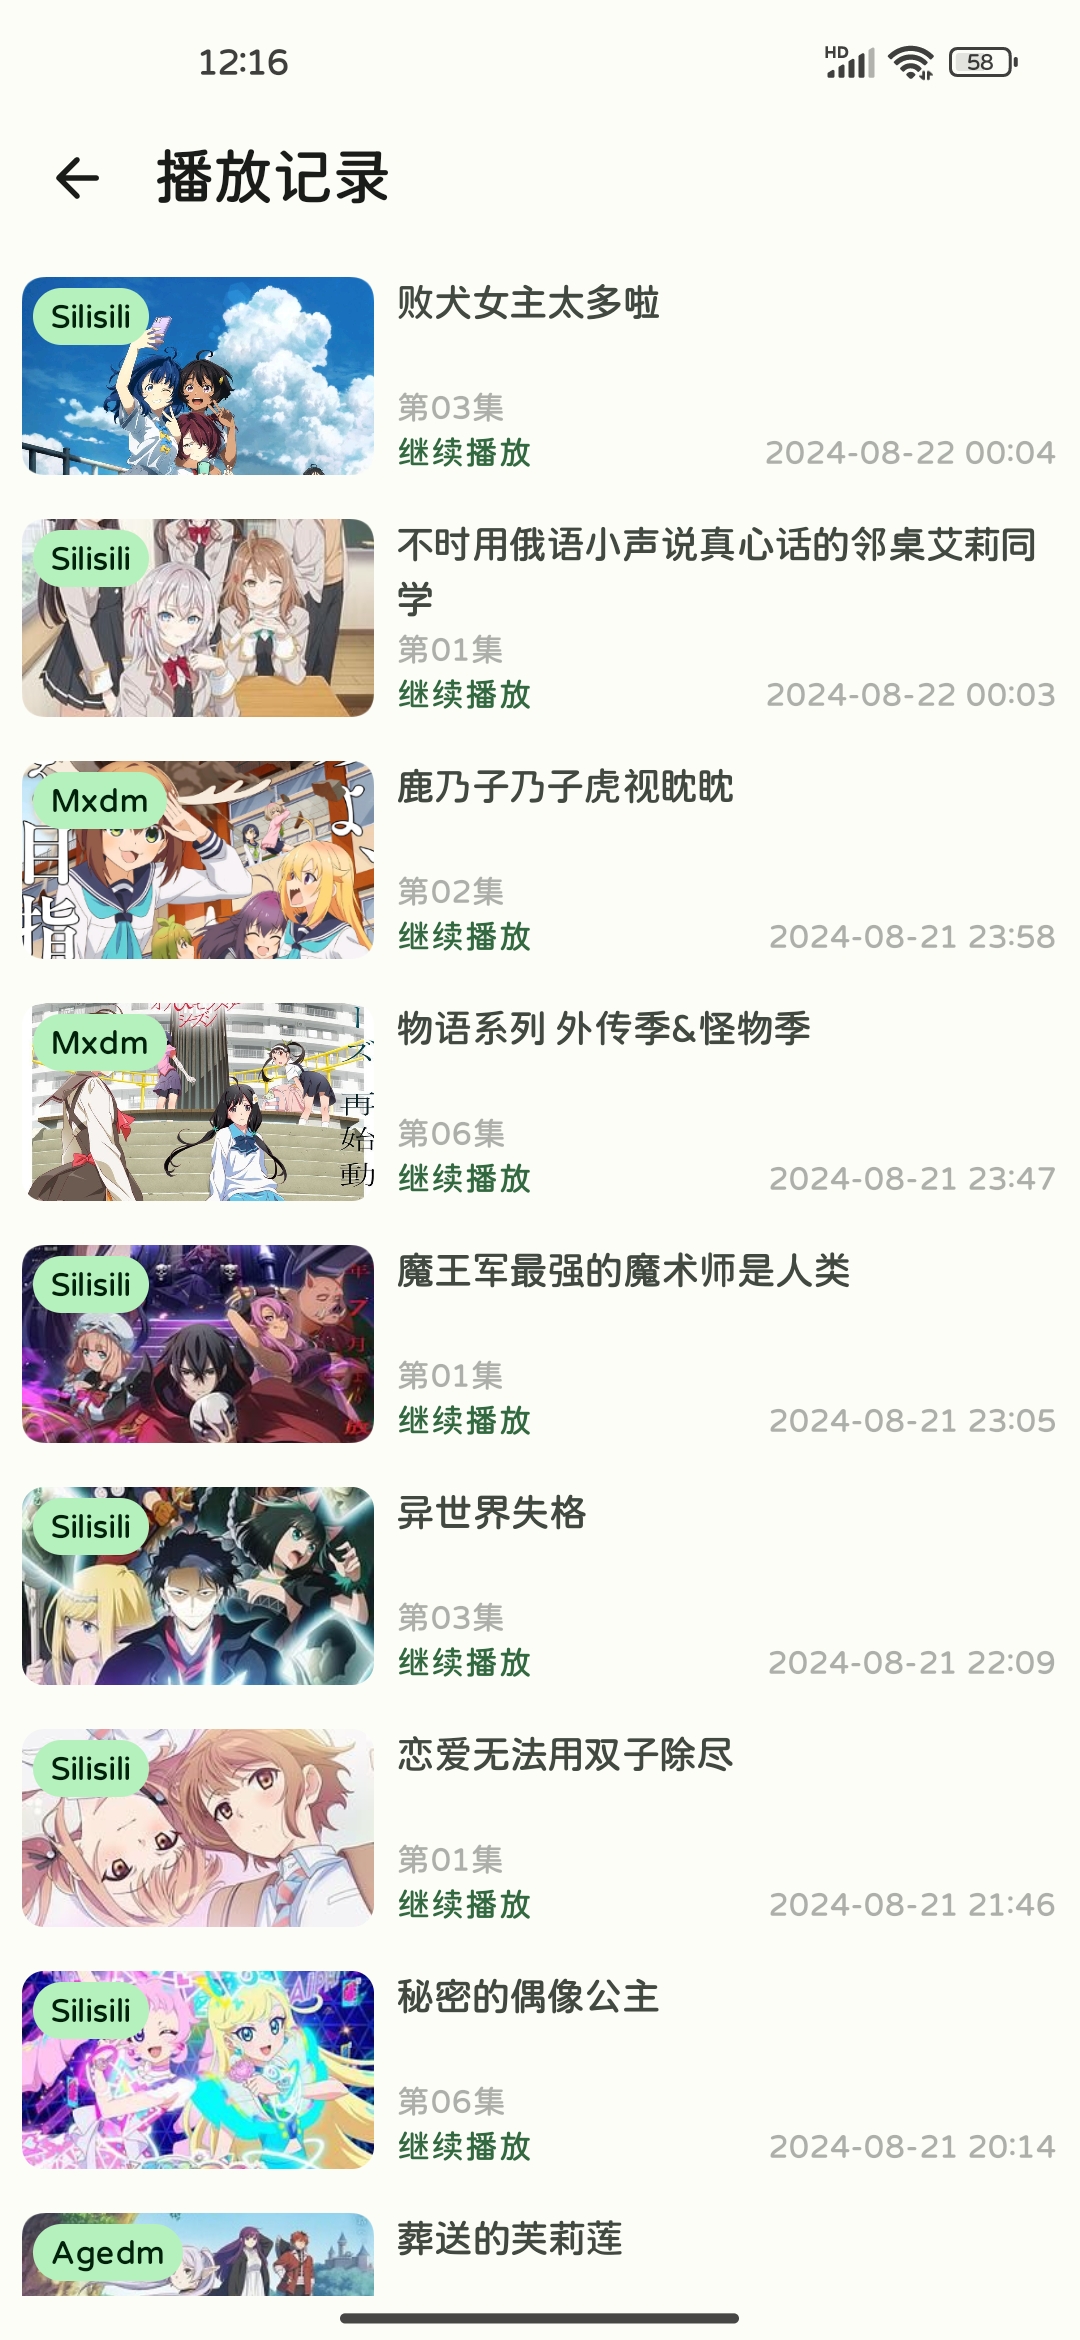 12:16
HD
58
播放记录
Silisili
败犬女主太多啦
第03集
继续播放
2024-08-22 00:04
Silisili
不时用俄语小声说真心话的邻桌艾莉同
学
第01集
继续播放
2024-08-22 00:03
Mxdm
目指
よ、
鹿乃子乃子虎视眈眈
第02集
继续播放
2024-08-21 23:58
Mxdm
シーズン
ーズ
再始動
物语系列 外传季&怪物季
第06集
继续播放
2024-08-21 23:47
Silisili
魔王军最强的魔术师是人类
第01集
继续播放
2024-08-21 23:05
Silisili
异世界失格
第03集
继续播放
2024-08-21 22:09
Silisili
恋爱无法用双子除尽
第01集
继续播放
2024-08-21 21:46
Silisili
秘密的偶像公主
第06集
继续播放
2024-08-21 20:14
Agedm
葬送的芙莉莲